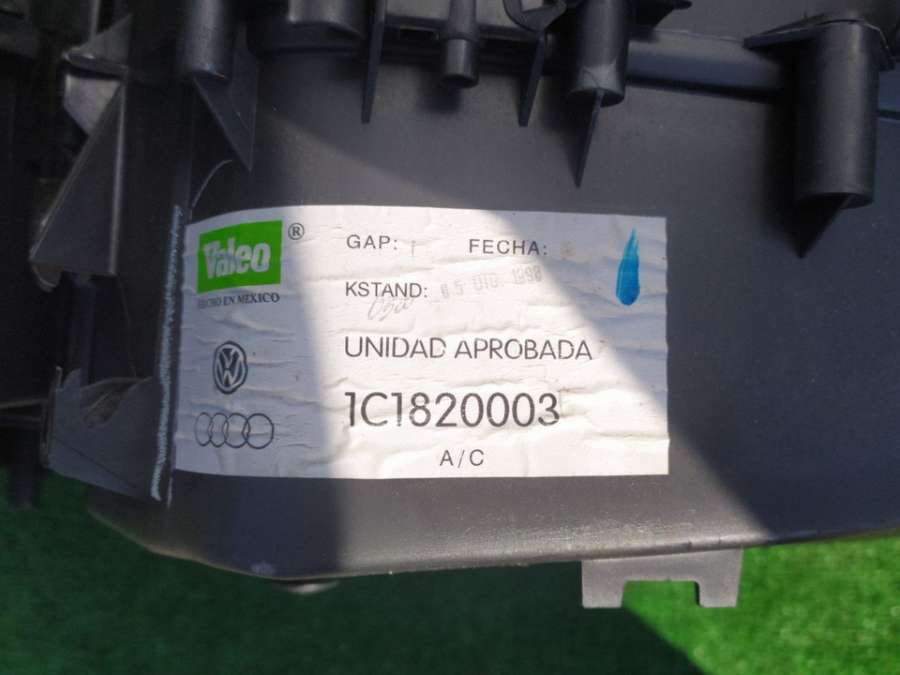 Valeo ®
HECHO EN MEXICO
GAP: FECHA:
KSTAND: 05 DIC 1998
UNIDAD APROBADA
1C1820003
A/C